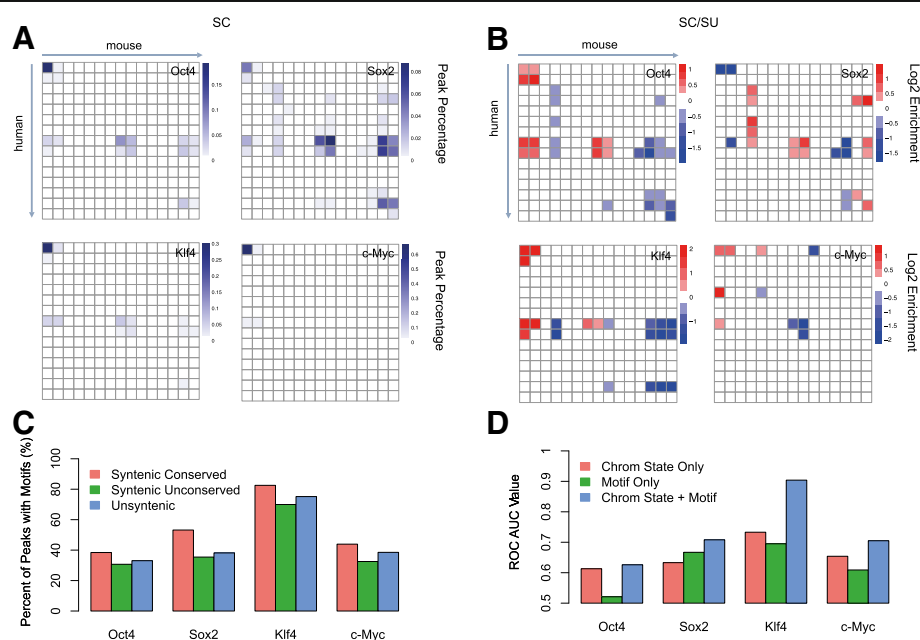 SC
SC/SU
A
mouse
human
Oct4
0.15
0.1
0.05
0
Sox2
0.08
0.06
0.04
0.02
0
Peak Percentage
Klf4
0.3
0.25
0.2
0.15
0.1
0.05
0
c-Myc
0.6
0.5
0.4
0.3
0.2
0.1
0
Peak Percentage
B
mouse
human
Oct4
1
0.5
0
−0.5
−1
−1.5
Sox2
1
0.5
0
−0.5
−1
−1.5
Log2 Enrichment
Klf4
2
1
0
−1
c-Myc
1
0.5
0
−0.5
−1
−1.5
−2
Log2 Enrichment
C
Percent of Peaks with Motifs (%)
100
80
60
40
20
0
Syntenic Conserved
Syntenic Unconserved
Unsyntenic
Oct4
Sox2
Klf4
c-Myc
D
ROC AUC Value
1
0.9
0.8
0.7
0.6
0.5
Chrom State Only
Motif Only
Chrom State + Motif
Oct4
Sox2
Klf4
c-Myc